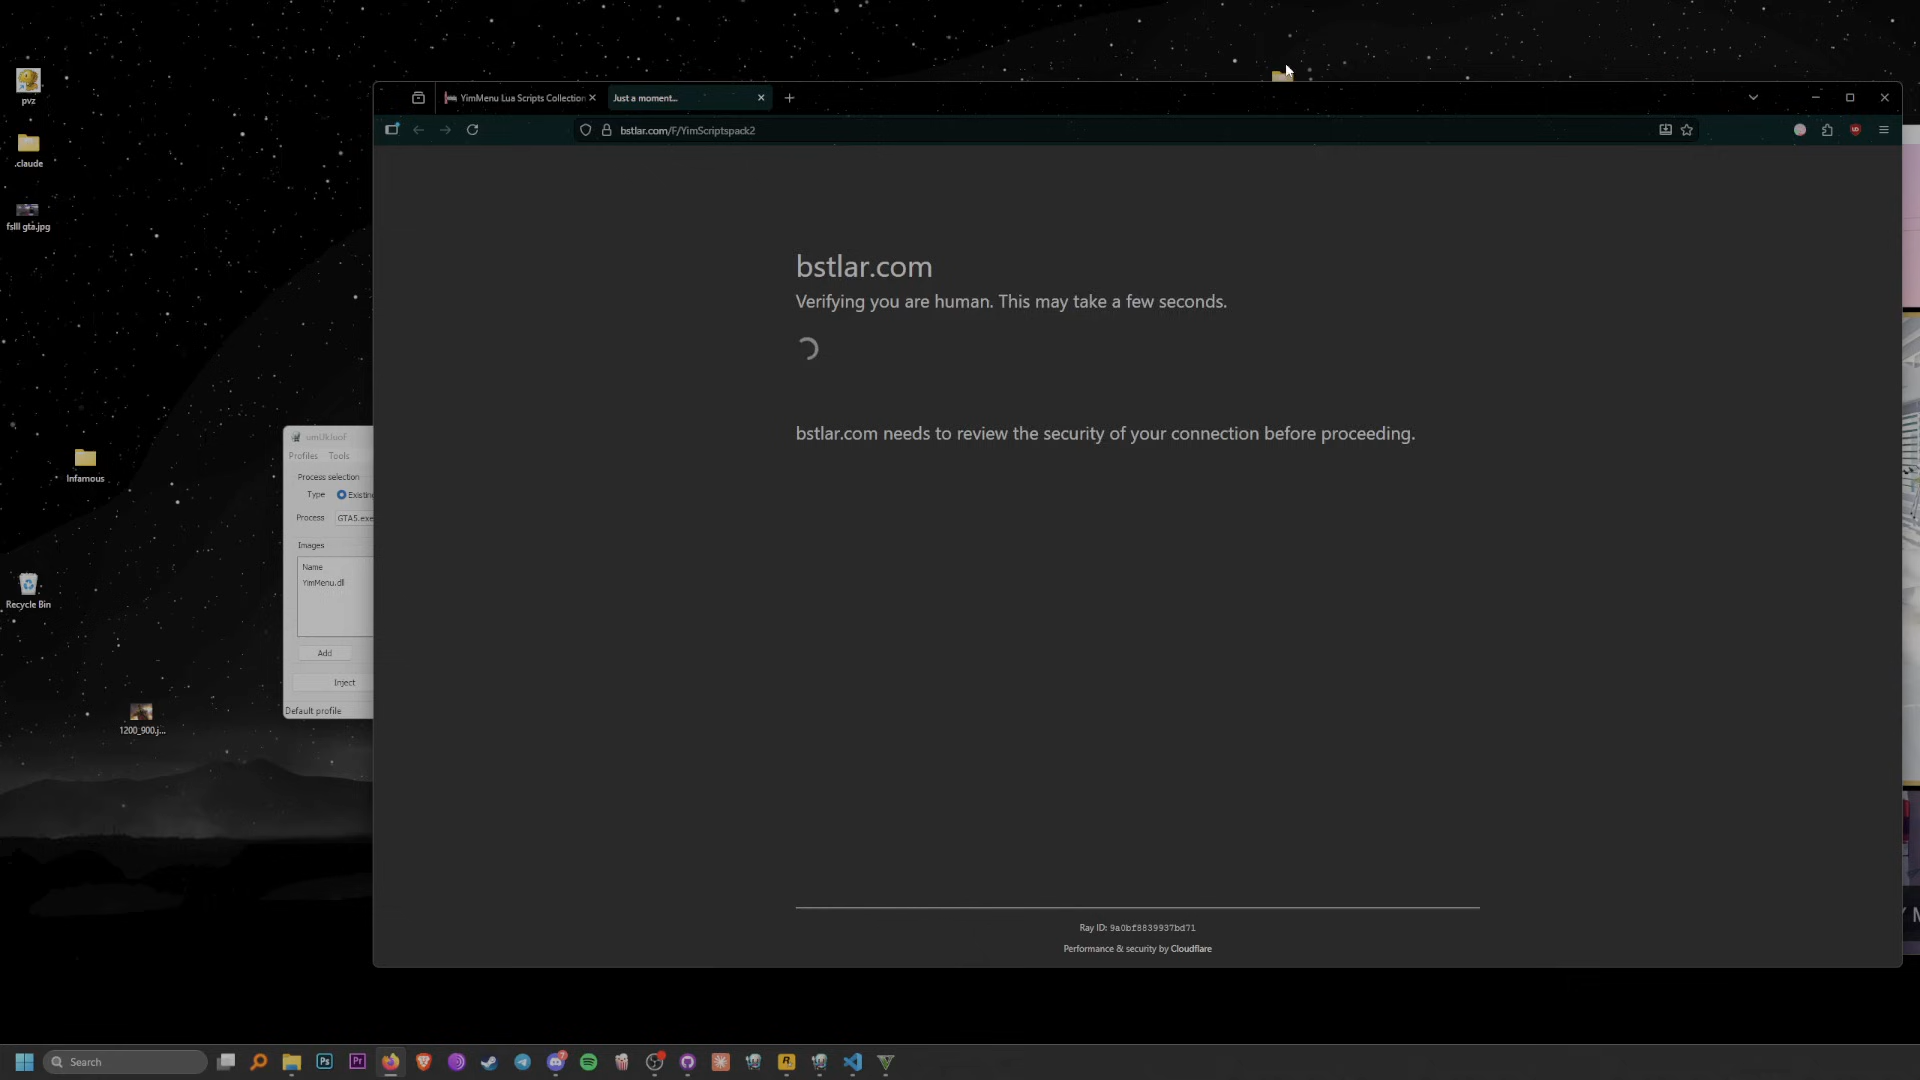 pvz
.claude
fslll gta.jpg
Infamous
Recycle Bin
1200_900.j...
Profiles Tools
Process selection
Type Existin
Process GTA5.exe
Images
Name
YimMenu.dll
Add
Inject
Default profile
YimMenu Lua Scripts Collection
Just a moment...
bstlar.com/F/YimScriptspack2
bstlar.com
Verifying you are human. This may take a few seconds.
bstlar.com needs to review the security of your connection before proceeding.
Ray ID: 9a0bf8839937bd71
Performance & security by Cloudflare
Search